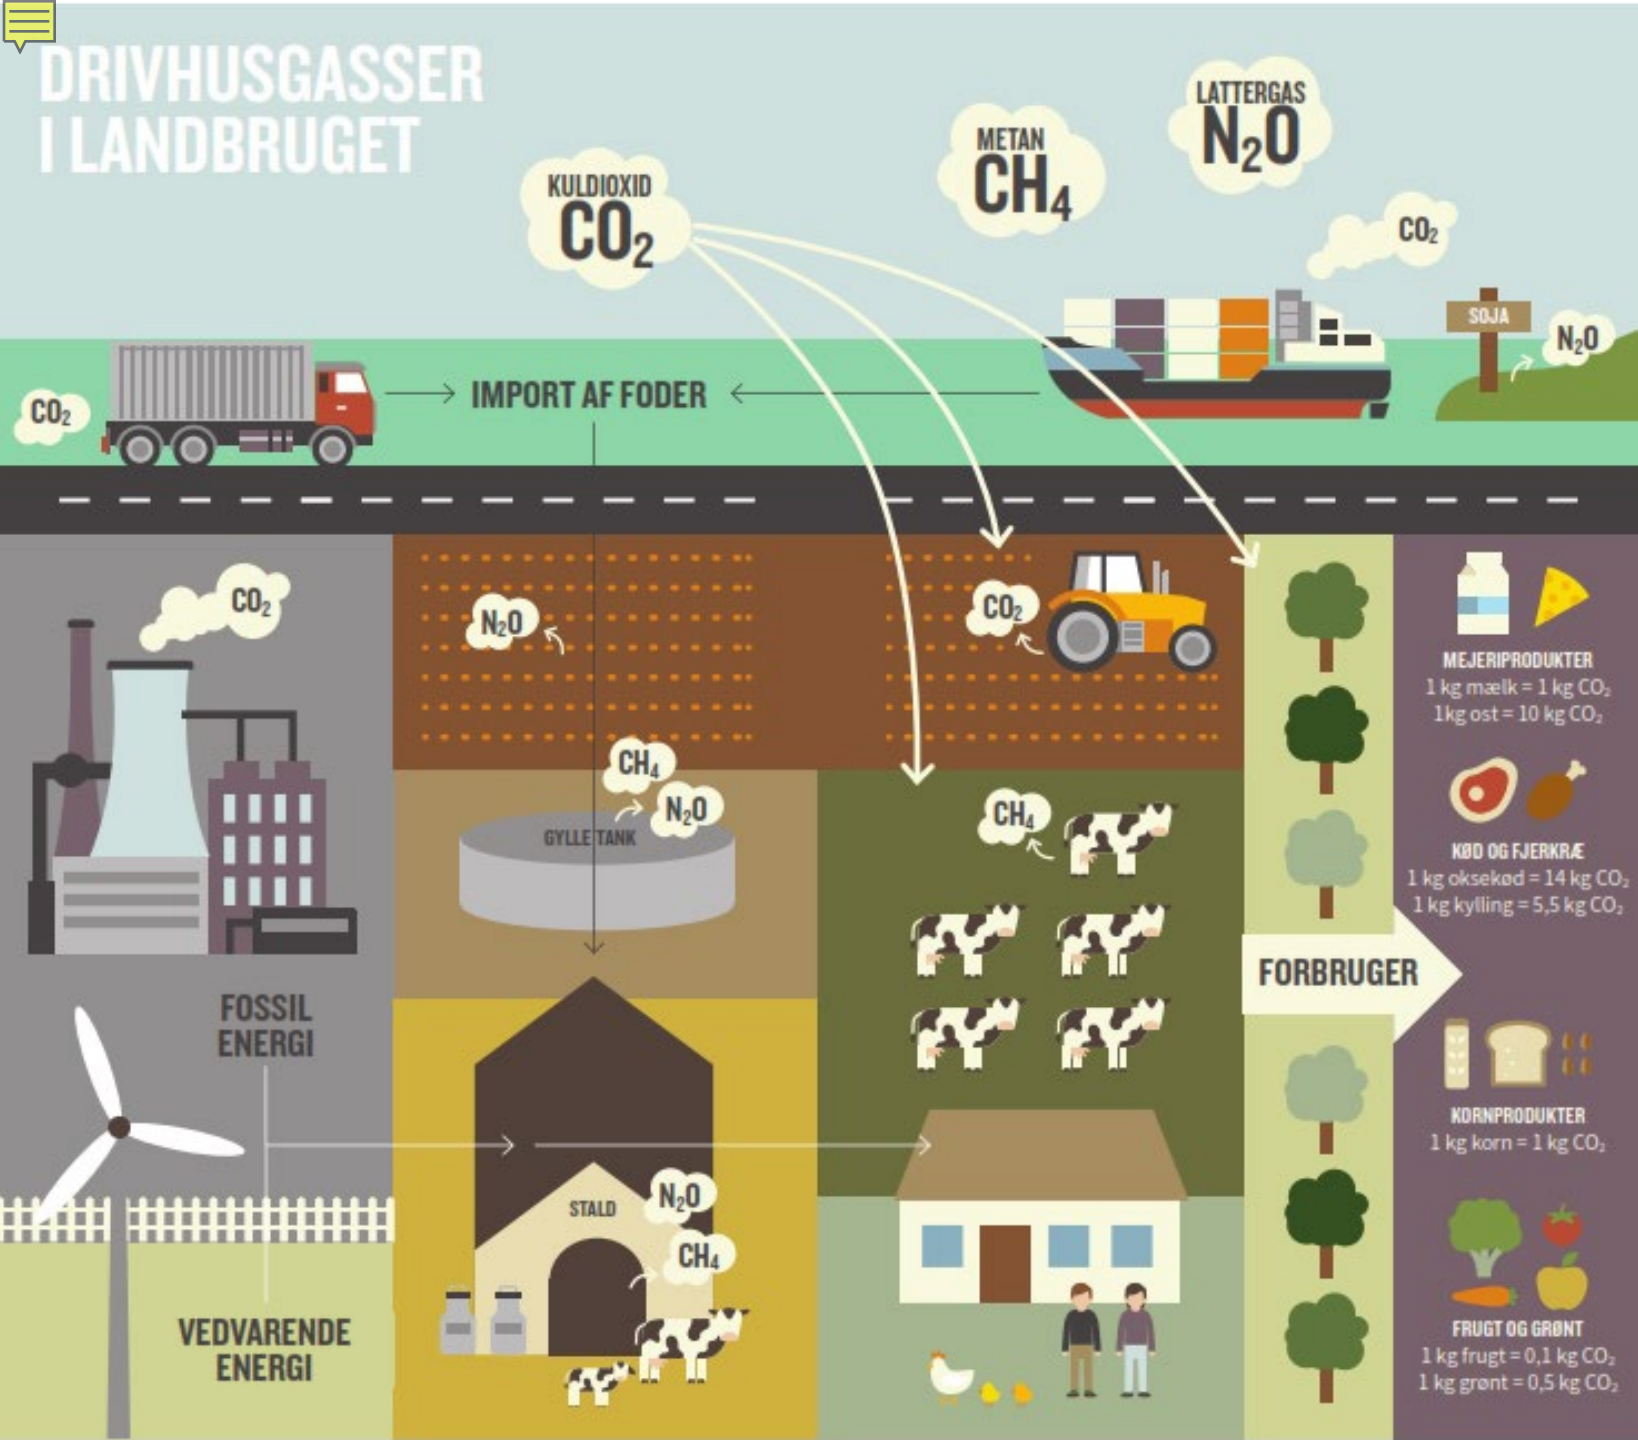 DRIVHUSGASSER
I LANDBRUGET
KULDIOXID
CO₂
METAN
CH₄
LATTERGAS
N₂O
CO₂
SOJA
N₂O
CO₂
IMPORT AF FODER
CO₂
N₂O
CO₂
CH₄
N₂O
GYLLETANK
CH₄
FOSSIL
ENERGI
VEDVARENDE
ENERGI
STALD
N₂O
CH₄
FORBRUGER
MEJERIPRODUKTER
1 kg mælk = 1 kg CO₂
1kg ost = 10 kg CO₂
KØD OG FJERKRÆ
1 kg oksekød = 14 kg CO₂
1 kg kylling = 5,5 kg CO₂
KORNPRODUKTER
1 kg korn = 1 kg CO₂
FRUGT OG GRØNT
1 kg frugt = 0,1 kg CO₂
1 kg grønt = 0,5 kg CO₂